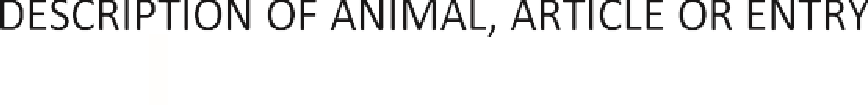 DESCRIPTION OF ANIMAL, ARTICLE OR ENTRY